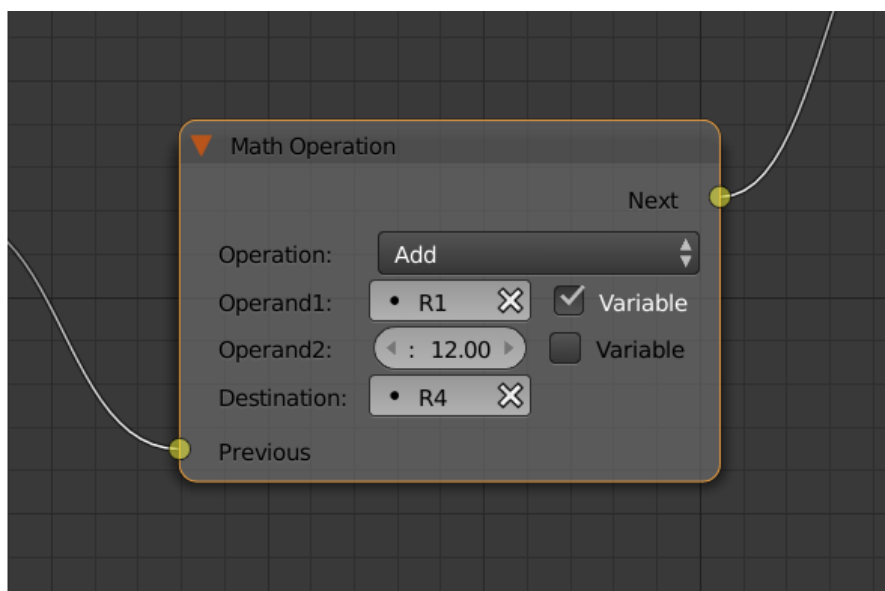 Math Operation
Next
Operation: Add
Operand1: • R1 Variable
Operand2: : 12.00 Variable
Destination: • R4
Previous